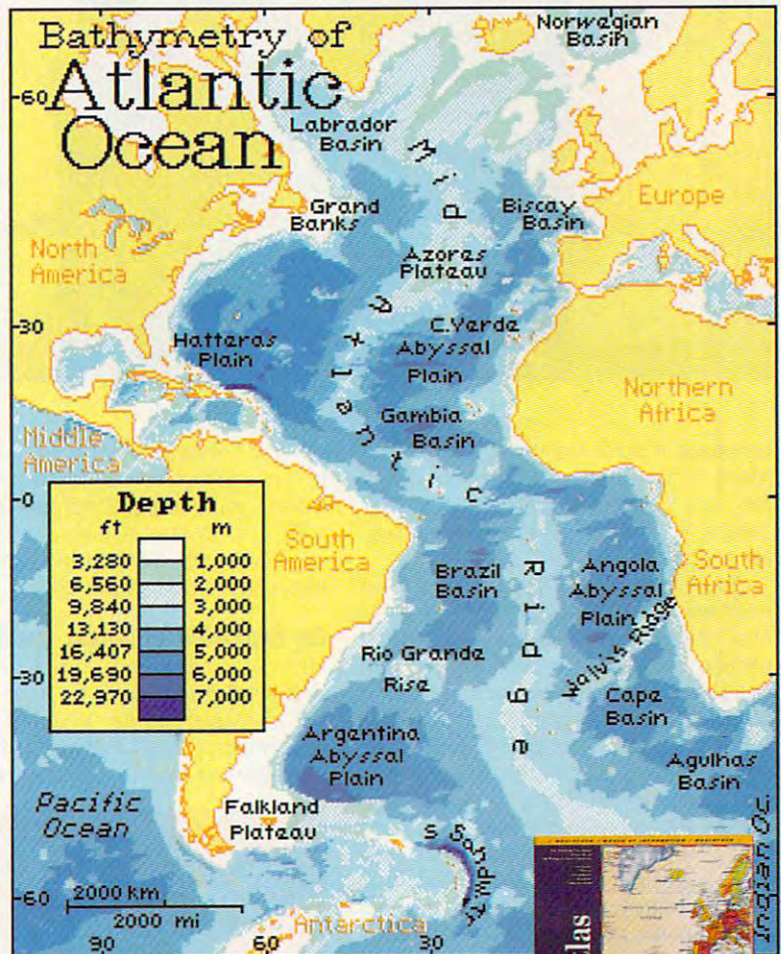 Bathymetry of
Atlantic
Ocean
Norwegian
Basin
60
Labrador
Basin
Mid Atlantic Ridge
Grand
Banks
Biscay
Basin
Europe
North
America
Azores
Plateau
30
Hatteras
Plain
C.Verde
Abyssal
Plain
Northern
Africa
Gambia
Basin
Middle
America
0
Depth
ft m
3,280 1,000
6,560 2,000
9,840 3,000
13,130 4,000
16,407 5,000
19,690 6,000
22,970 7,000
South
America
Brazil
Basin
Angola
Abyssal
Plain
South
Africa
Walvis Ridge
Rio Grande
Rise
30
Cape
Basin
Argentina
Abyssal
Plain
Agulhas
Basin
Pacific
Ocean
Falkland
Plateau
S Sandw Tr
Indian Oc.
60
2000 km
2000 mi
Antarctica
90 60 30
tlas